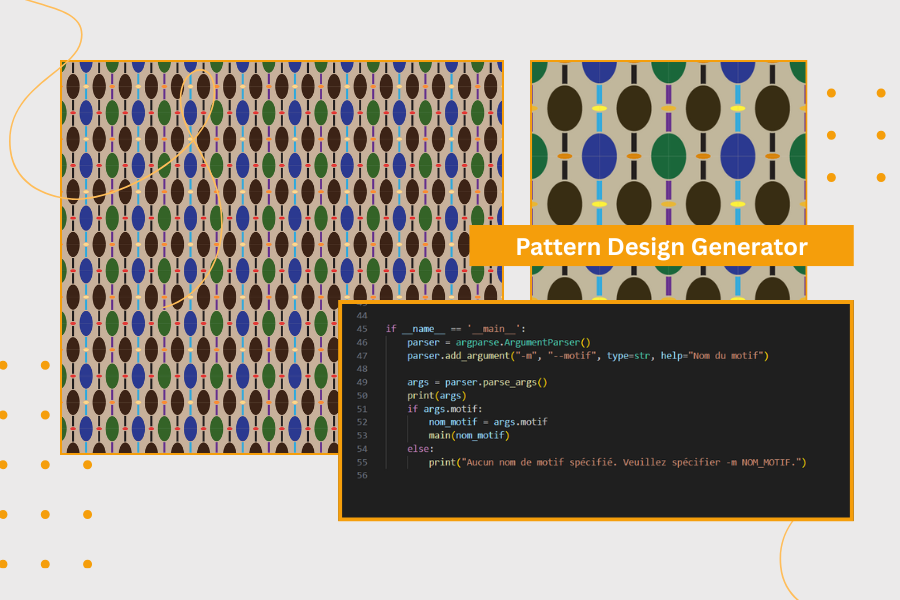 Pattern Design Generator
44
45 if __name__ == '__main__':
46 parser = argparse.ArgumentParser()
47 parser.add_argument("-m", "--motif", type=str, help="Nom du motif")
48
49 args = parser.parse_args()
50 print(args)
51 if args.motif:
52 nom_motif = args.motif
53 main(nom_motif)
54 else:
55 print("Aucun nom de motif spécifié. Veuillez spécifier -m NOM_MOTIF.")
56